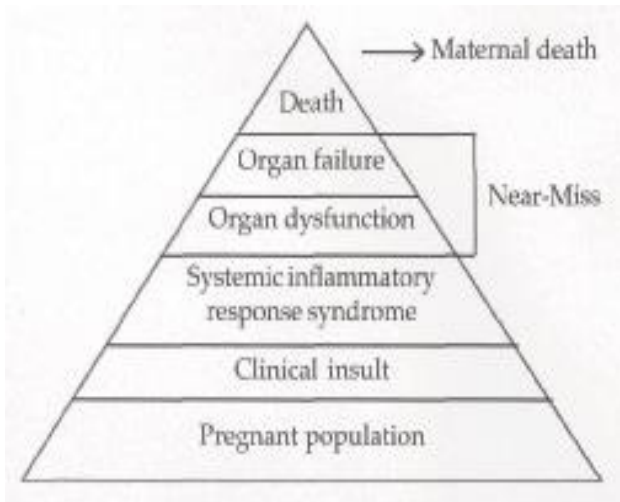 Maternal death
Death
Organ failure
Near-Miss
Organ dysfunction
Systemic inflammatory
response syndrome
Clinical insult
Pregnant population